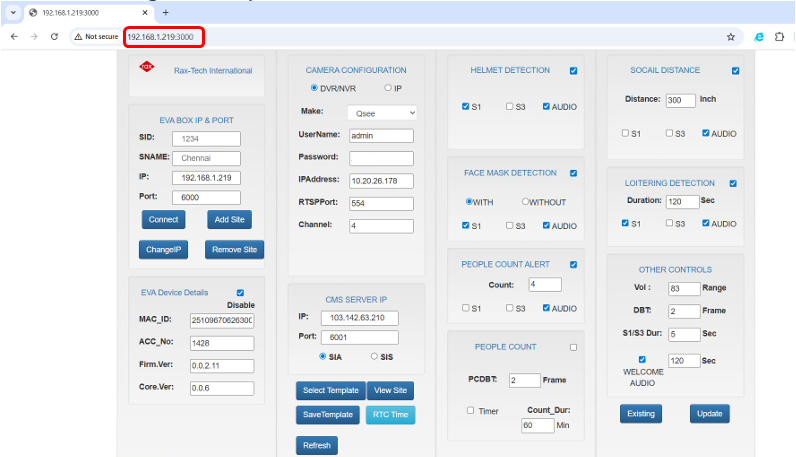 192.168.1.219:3000
Not secure 192.168.1.219:3000
rax
Rax-Tech International
EVA BOX IP & PORT
SID: 1234
SNAME: Chennai
IP: 192.168.1.219
Port: 6000
Connect Add Site
ChangeIP Remove Site
EVA Device Details
Disable
MAC_ID: 25109670626300
ACC_No: 1428
Firm.Ver: 0.0.2.11
Core.Ver: 0.0.6
CAMERA CONFIGURATION
DVR/NVR IP
Make: Qsee
UserName: admin
Password:
IPAddress: 10.20.26.178
RTSPPort: 554
Channel: 4
CMS SERVER IP
IP: 103.142.63.210
Port: 6001
SIA SIS
Select Template View Site
SaveTemplate RTC Time
Refresh
HELMET DETECTION
S1 S3 AUDIO
FACE MASK DETECTION
WITH WITHOUT
S1 S3 AUDIO
PEOPLE COUNT ALERT
Count: 4
S1 S3 AUDIO
PEOPLE COUNT
PCDBT: 2 Frame
Timer Count_Dur:
60 Min
SOCAIL DISTANCE
Distance: 300 Inch
S1 S3 AUDIO
LOITERING DETECTION
Duration: 120 Sec
S1 S3 AUDIO
OTHER CONTROLS
Vol : 83 Range
DBT: 2 Frame
S1/S3 Dur: 5 Sec
120 Sec
WELCOME
AUDIO
Existing Update